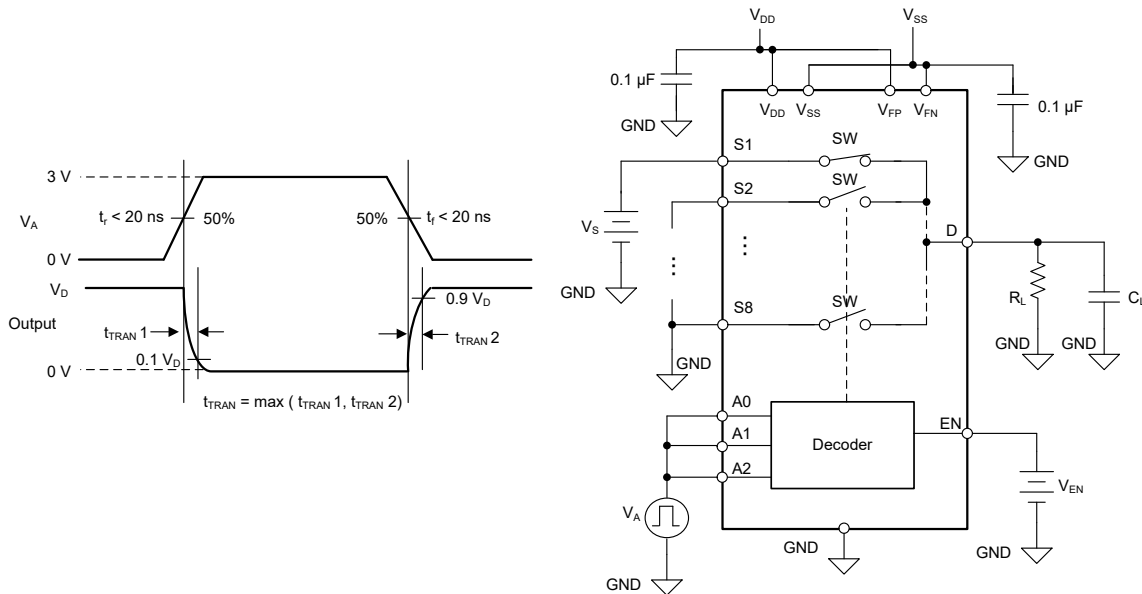 3 V
V_A
0 V
t_r < 20 ns
50%
50%
t_f < 20 ns
V_D
Output
0 V
t_TRAN 1
0.1 V_D
0.9 V_D
t_TRAN 2
t_TRAN = max ( t_TRAN 1, t_TRAN 2)
V_DD
V_SS
0.1 µF
0.1 µF
GND
GND
V_DD
V_SS
V_FP
V_FN
S1
SW
S2
SW
V_S
...
...
GND
D
R_L
C_L
GND
GND
S8
SW
GND
A0
A1
A2
Decoder
EN
V_A
V_EN
GND
GND
GND